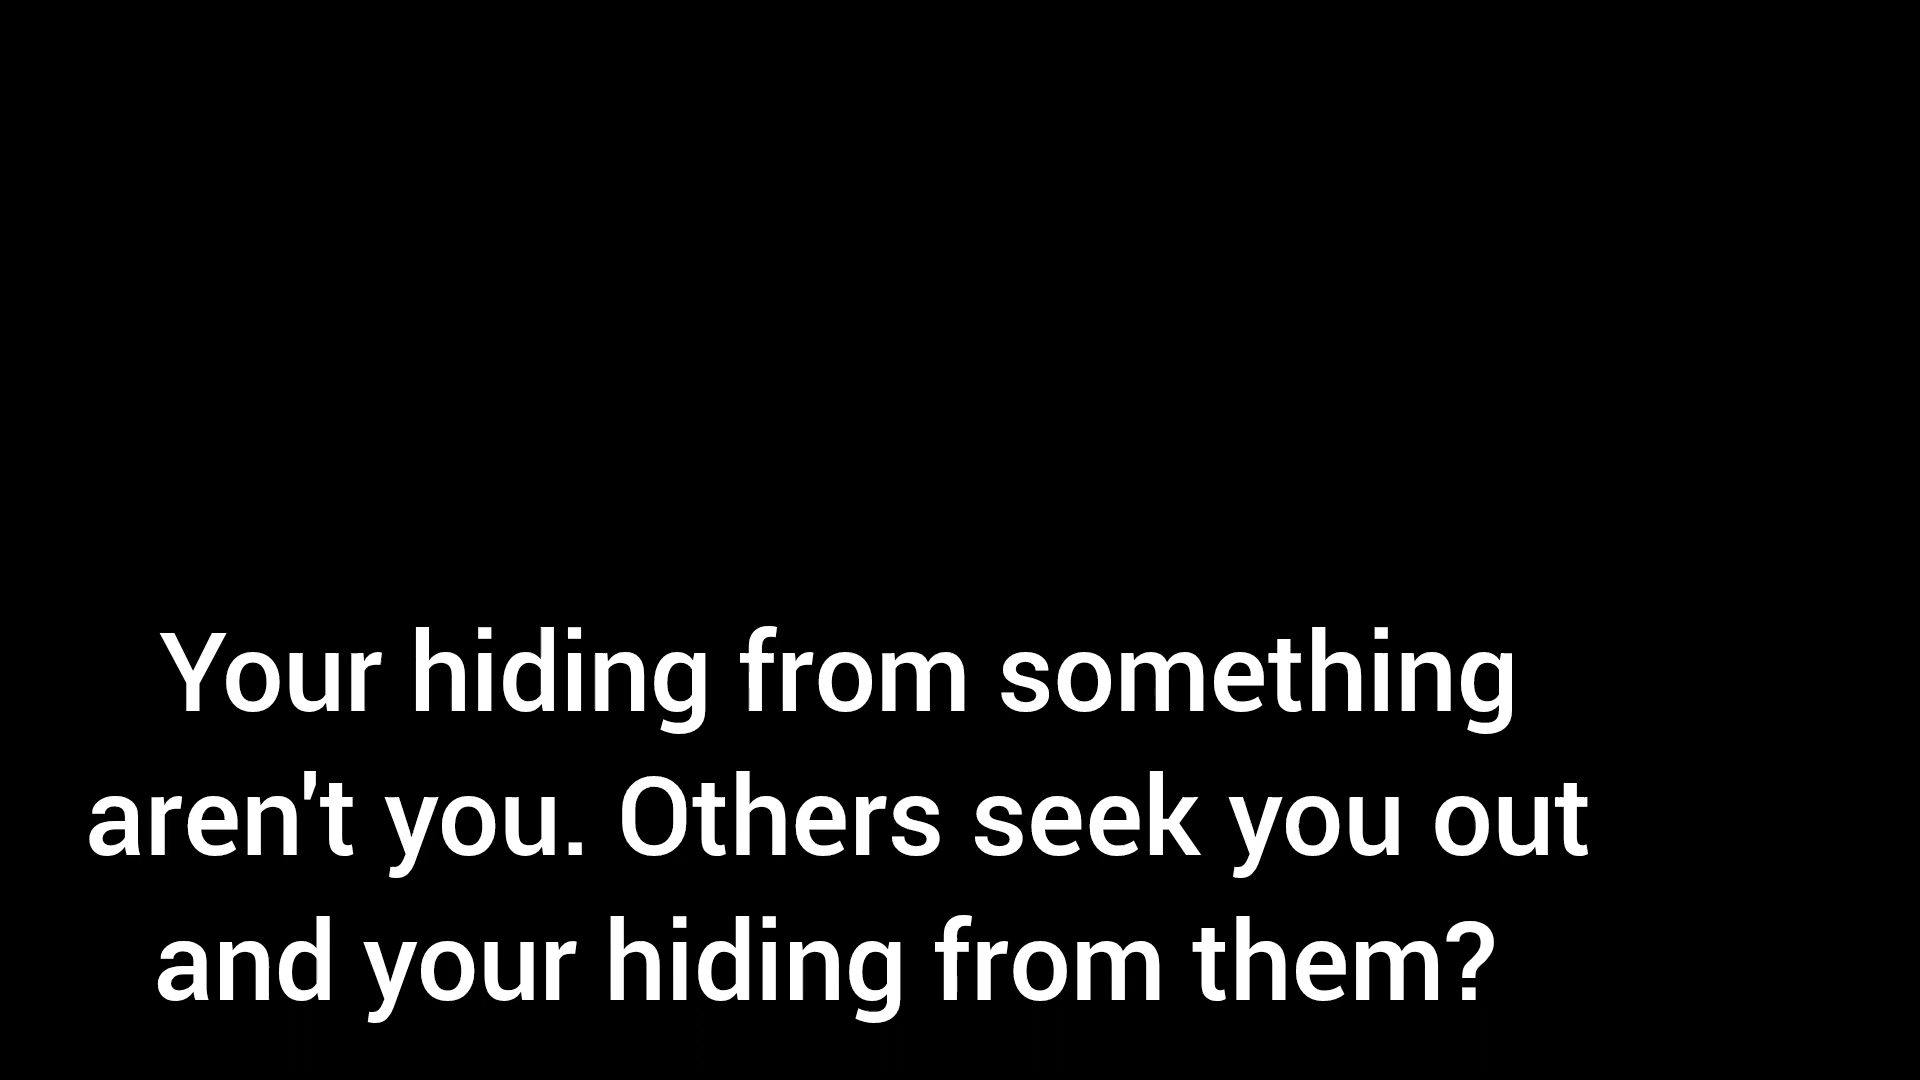 Your hiding from something
aren't you. Others seek you out
and your hiding from them?